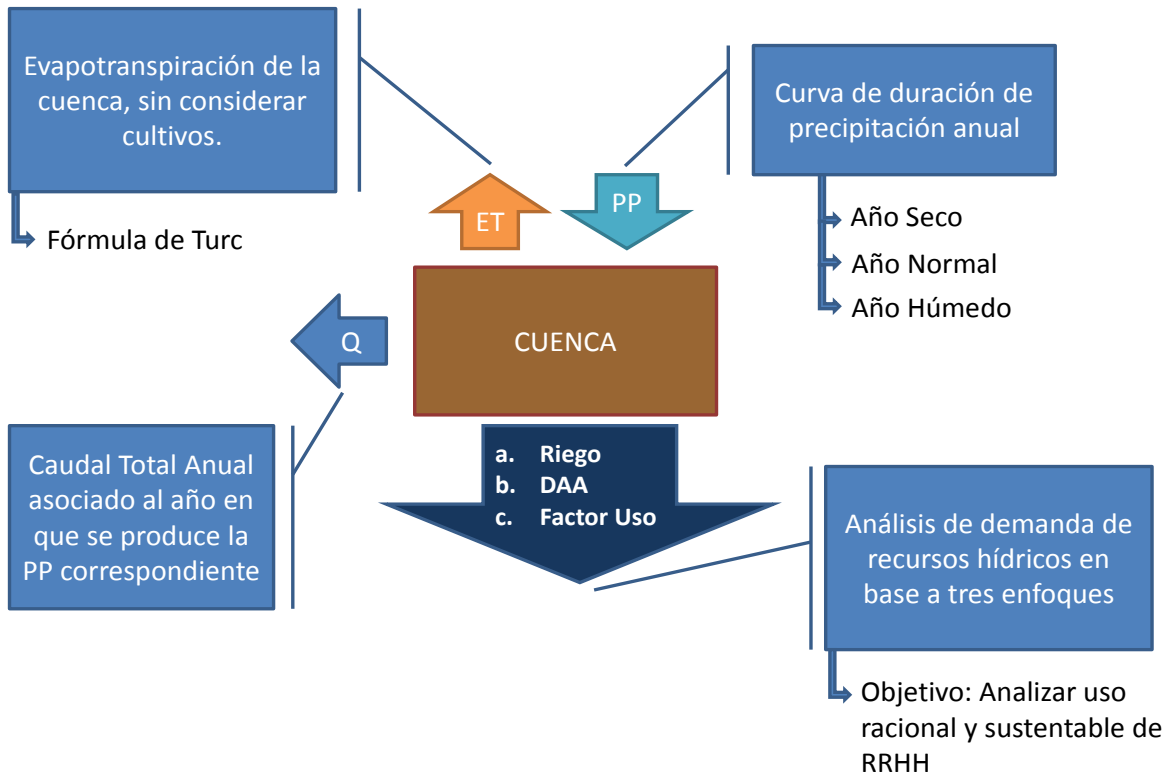 Evapotranspiración de la
cuenca, sin considerar
cultivos.
Fórmula de Turc
ET
PP
Curva de duración de
precipitación anual
Año Seco
Año Normal
Año Húmedo
Q
CUENCA
Caudal Total Anual
asociado al año en
que se produce la
PP correspondiente
a. Riego
b. DAA
c. Factor Uso
Análisis de demanda de
recursos hídricos en
base a tres enfoques
Objetivo: Analizar uso
racional y sustentable de
RRHH